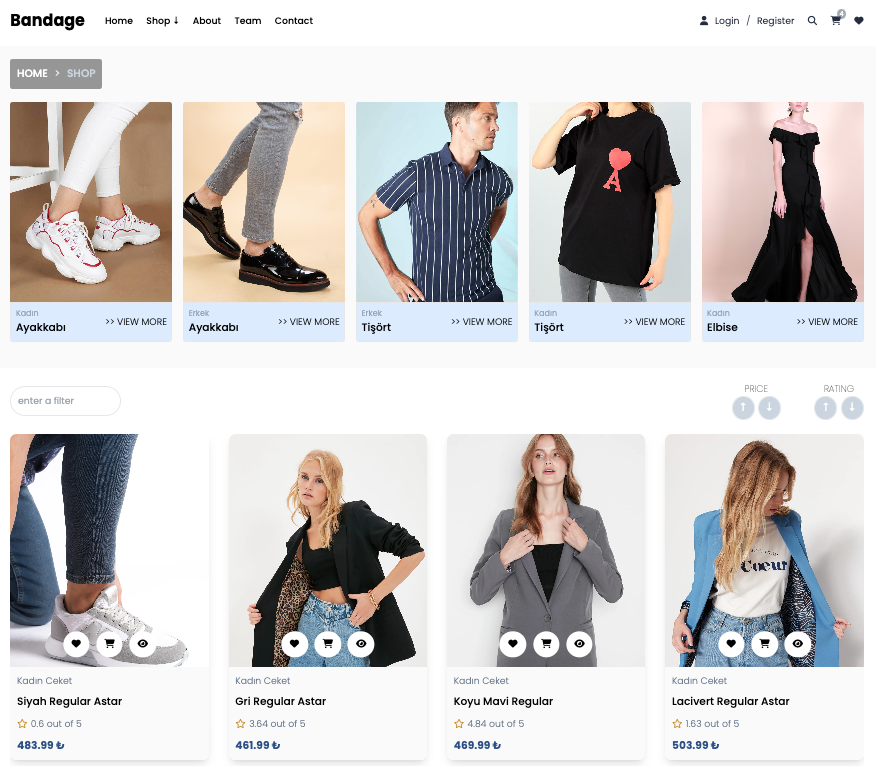 Bandage
Home Shop ↓ About Team Contact
Login / Register
4
HOME > SHOP
A
Kadın
Ayakkabı
>> VIEW MORE
Erkek
Ayakkabı
>> VIEW MORE
Erkek
Tişört
>> VIEW MORE
Kadın
Tişört
>> VIEW MORE
Kadın
Elbise
>> VIEW MORE
enter a filter
PRICE
↑ ↓
RATING
↑ ↓
Coeur
Kadın Ceket
Siyah Regular Astar
0.6 out of 5
483.99 ₺
Kadın Ceket
Gri Regular Astar
3.64 out of 5
461.99 ₺
Kadın Ceket
Koyu Mavi Regular
4.84 out of 5
469.99 ₺
Kadın Ceket
Lacivert Regular Astar
1.63 out of 5
503.99 ₺